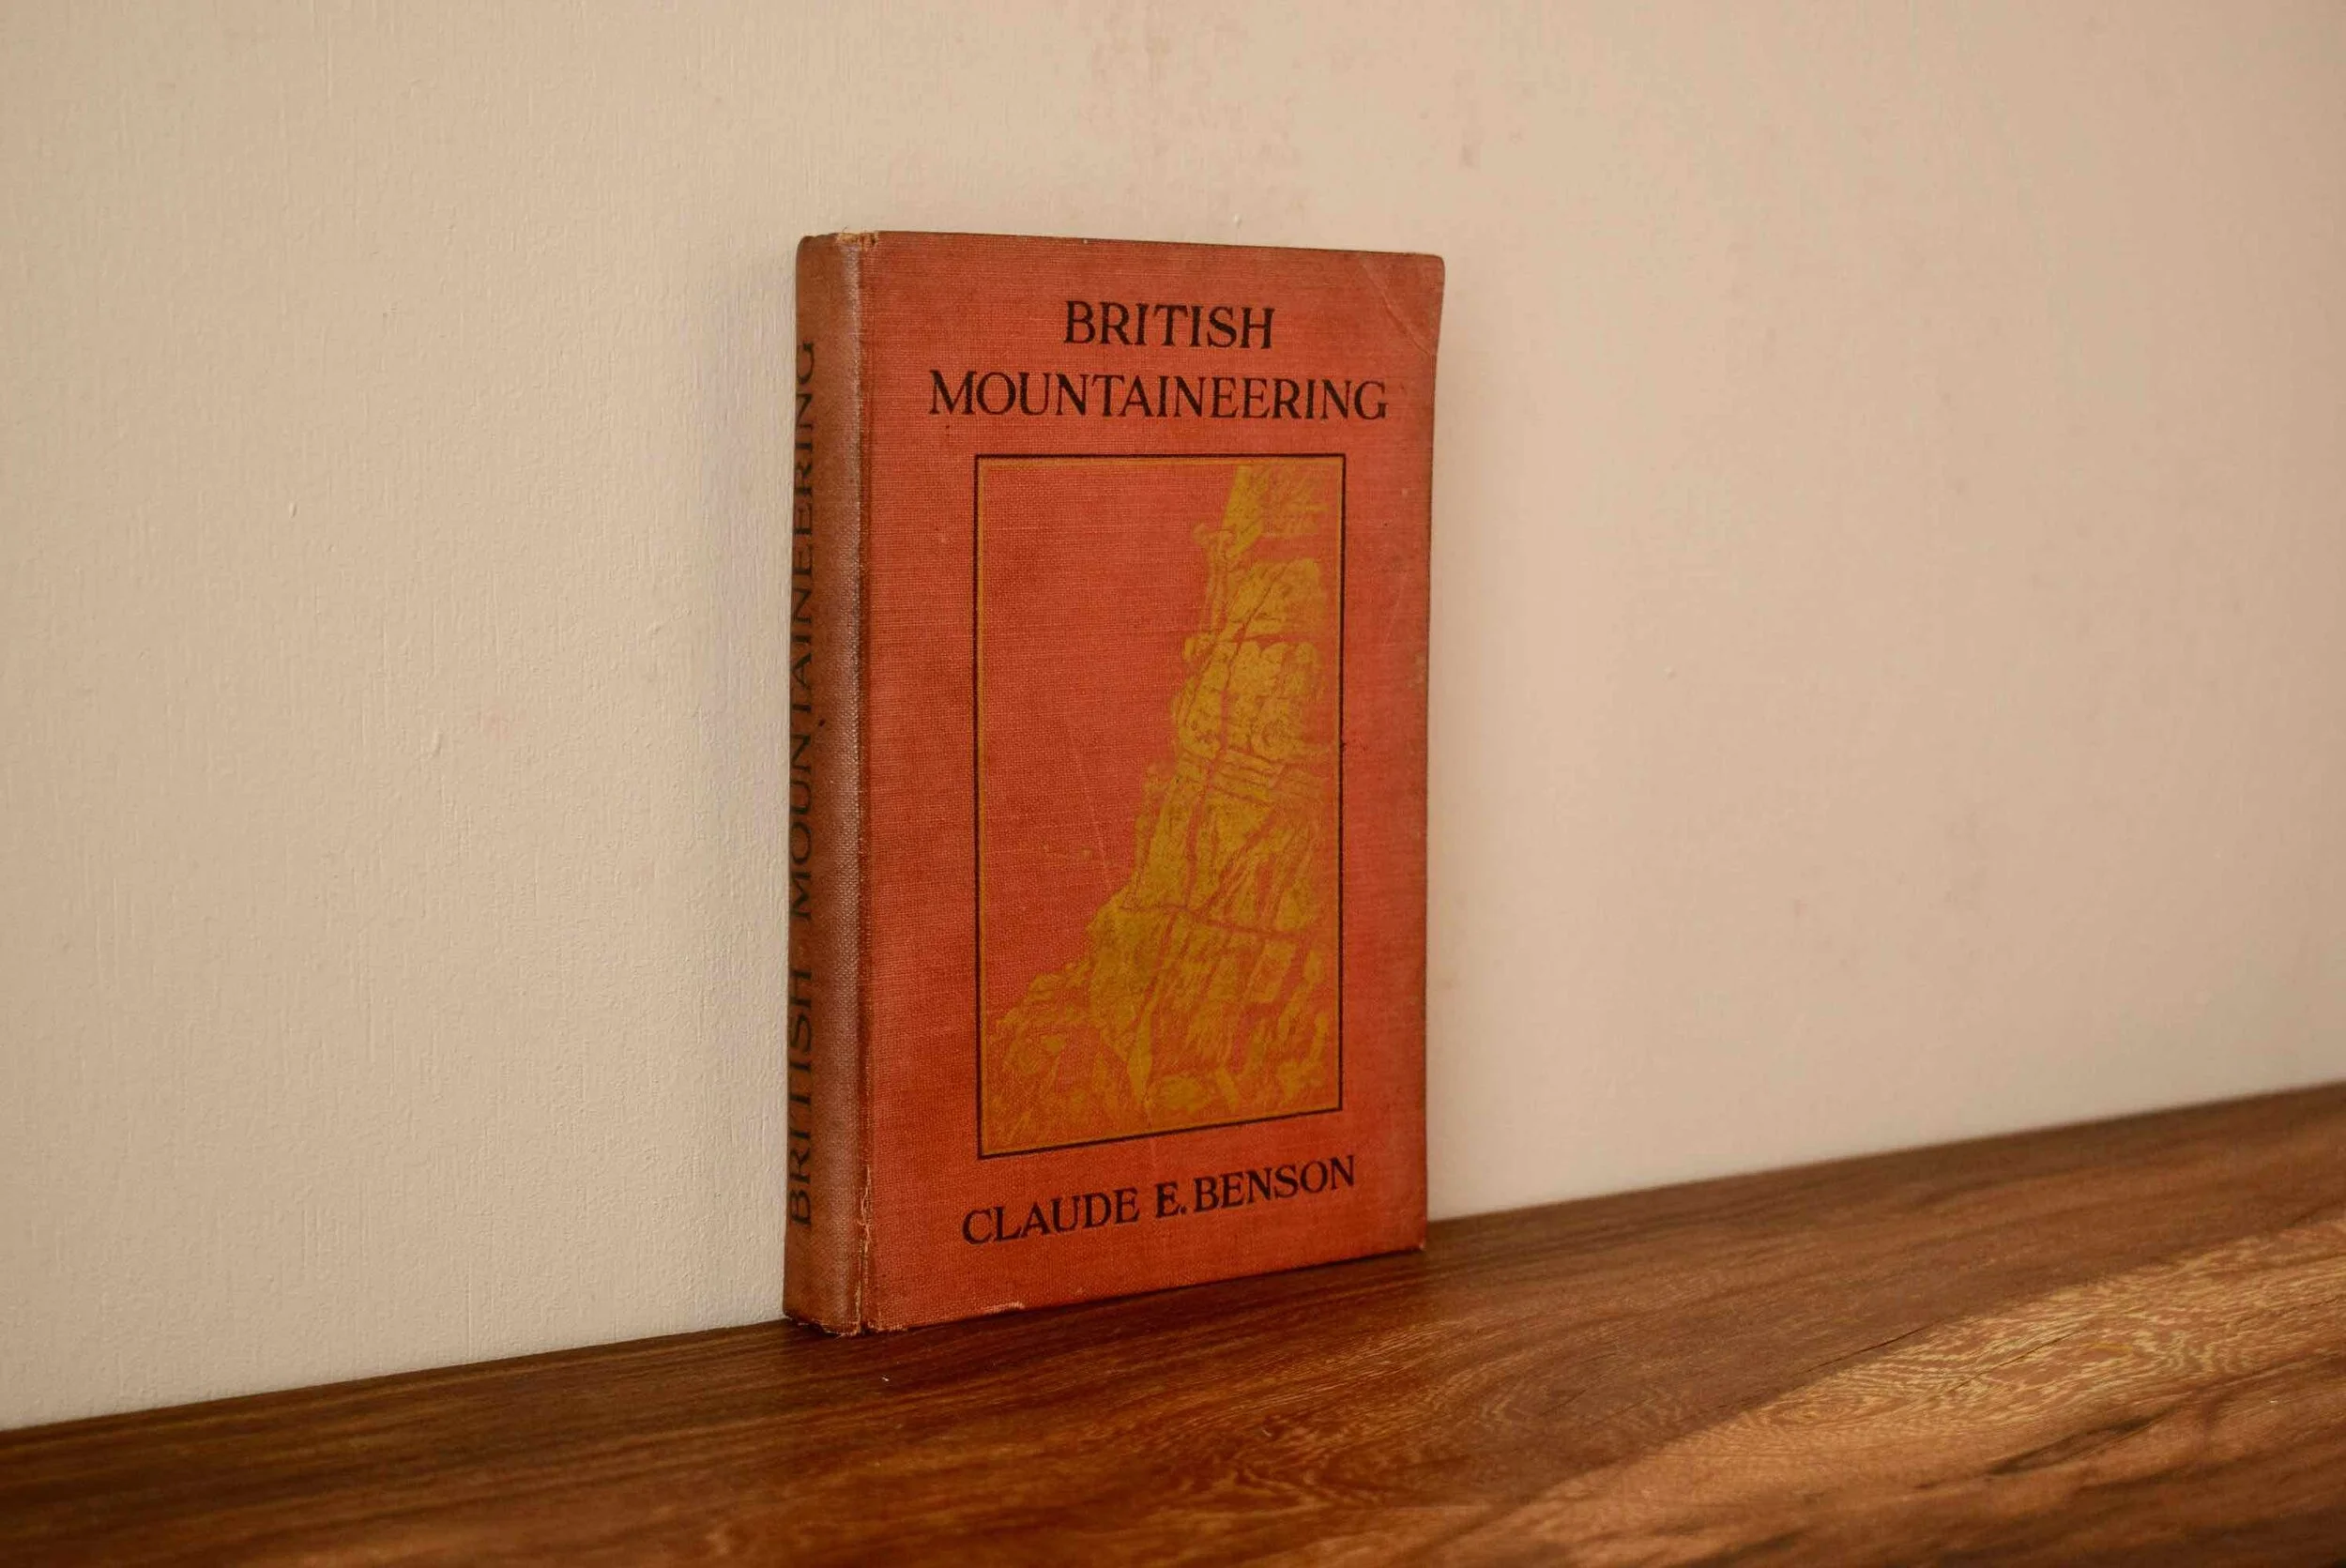 BRITISH MOUNTAINEERING
BRITISH
MOUNTAINEERING
CLAUDE E. BENSON